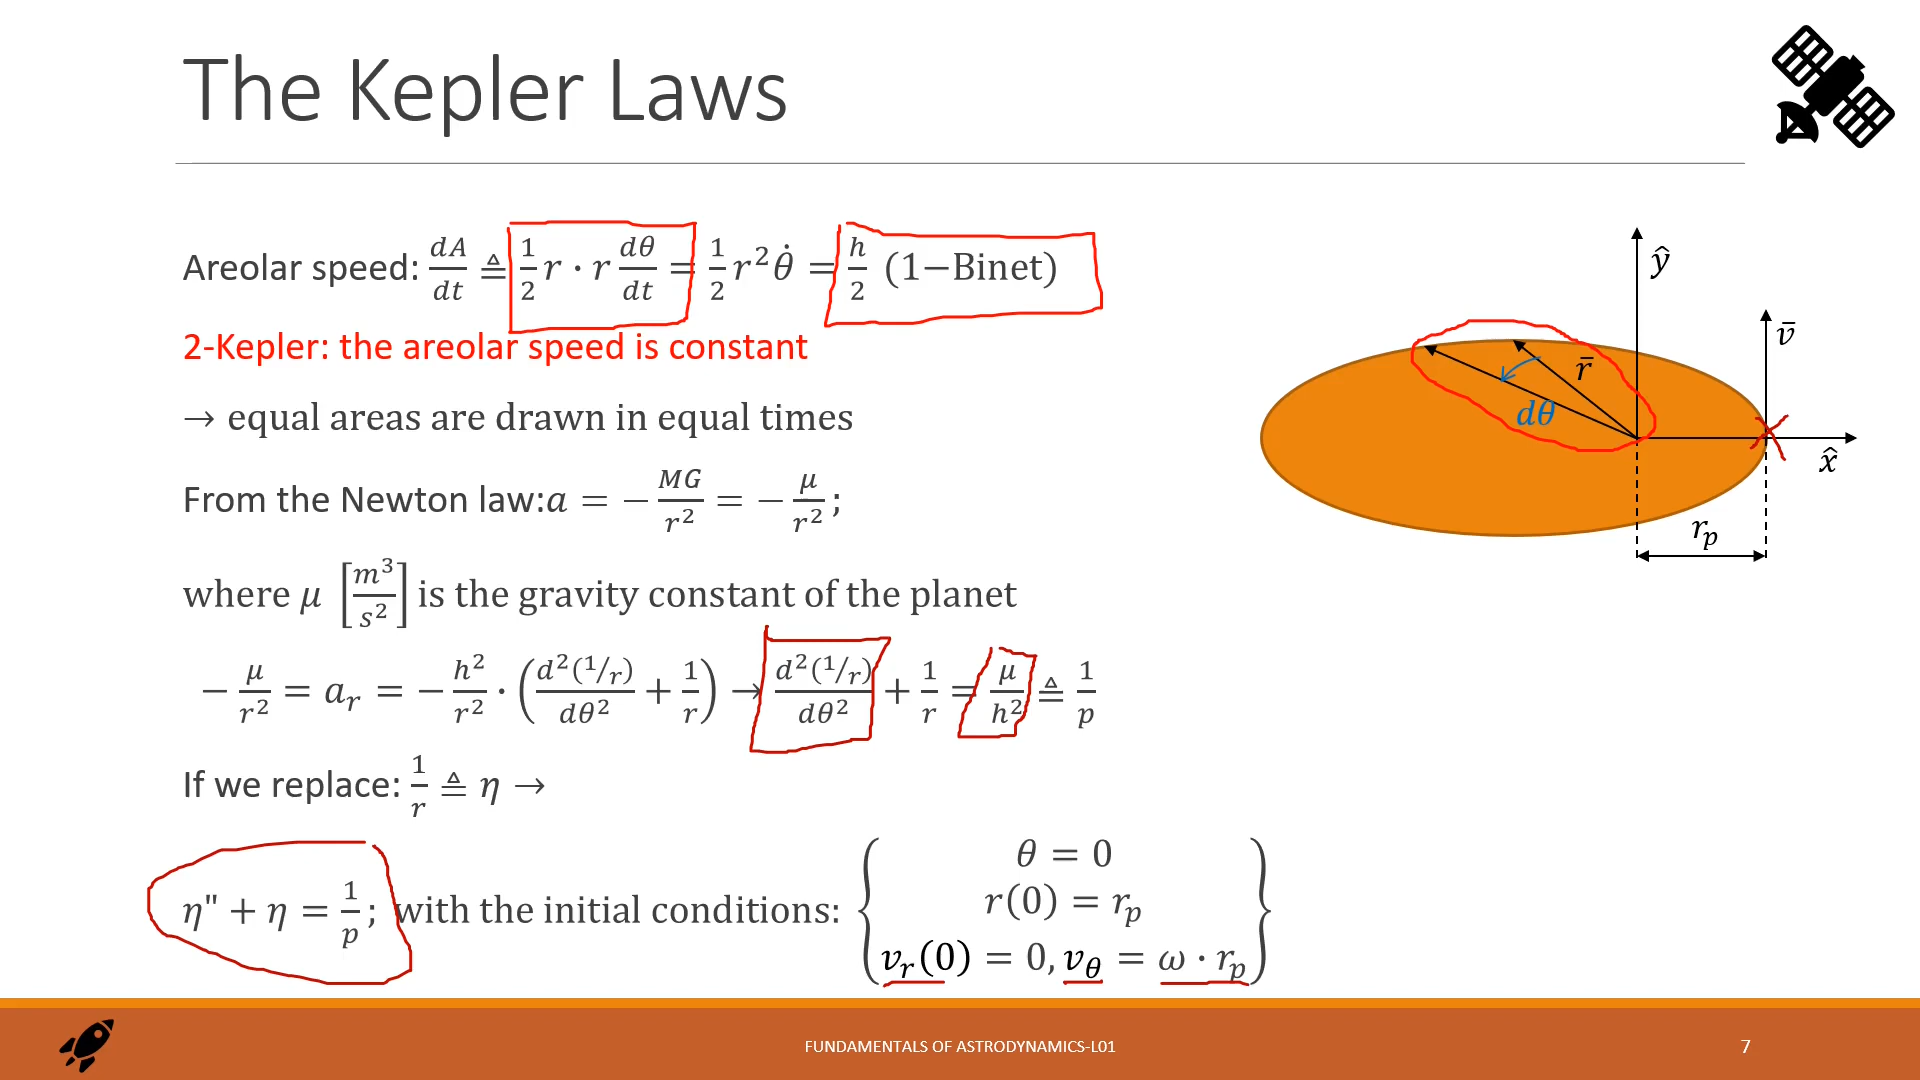 The Kepler Laws
Areolar speed: dA/dt ≜ 1/2 r · r dθ/dt = 1/2 r²θ̇ = h/2 (1−Binet)
2-Kepler: the areolar speed is constant
→ equal areas are drawn in equal times
From the Newton law: a = − MG/r² = − μ/r² ;
where μ [m³/s²] is the gravity constant of the planet
− μ/r² = a_r = − h²/r² · (d²(1/r)/dθ² + 1/r) → d²(1/r)/dθ² + 1/r = μ/h² ≜ 1/p
If we replace: 1/r ≜ η →
η" + η = 1/p ; with the initial conditions: { θ = 0
r(0) = r_p
v_r(0) = 0, v_θ = ω · r_p }
ŷ
v̄
r̄
dθ
x̂
r_p
FUNDAMENTALS OF ASTRODYNAMICS-L01
7